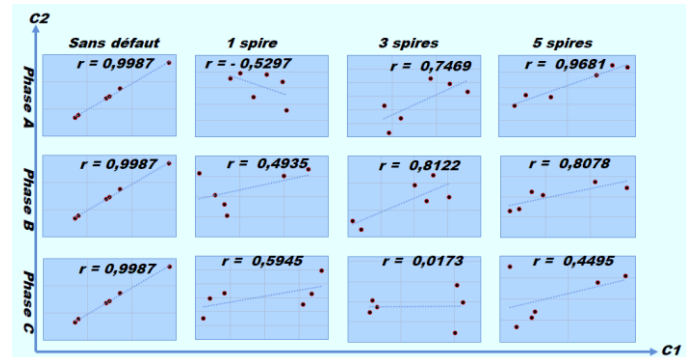 C2
Sans défaut 1 spire 3 spires 5 spires
Phase A
r = 0,9987 r = - 0,5297 r = 0,7469 r = 0,9681
Phase B
r = 0,9987 r = 0,4935 r = 0,8122 r = 0,8078
Phase C
r = 0,9987 r = 0,5945 r = 0,0173 r = 0,4495
C1